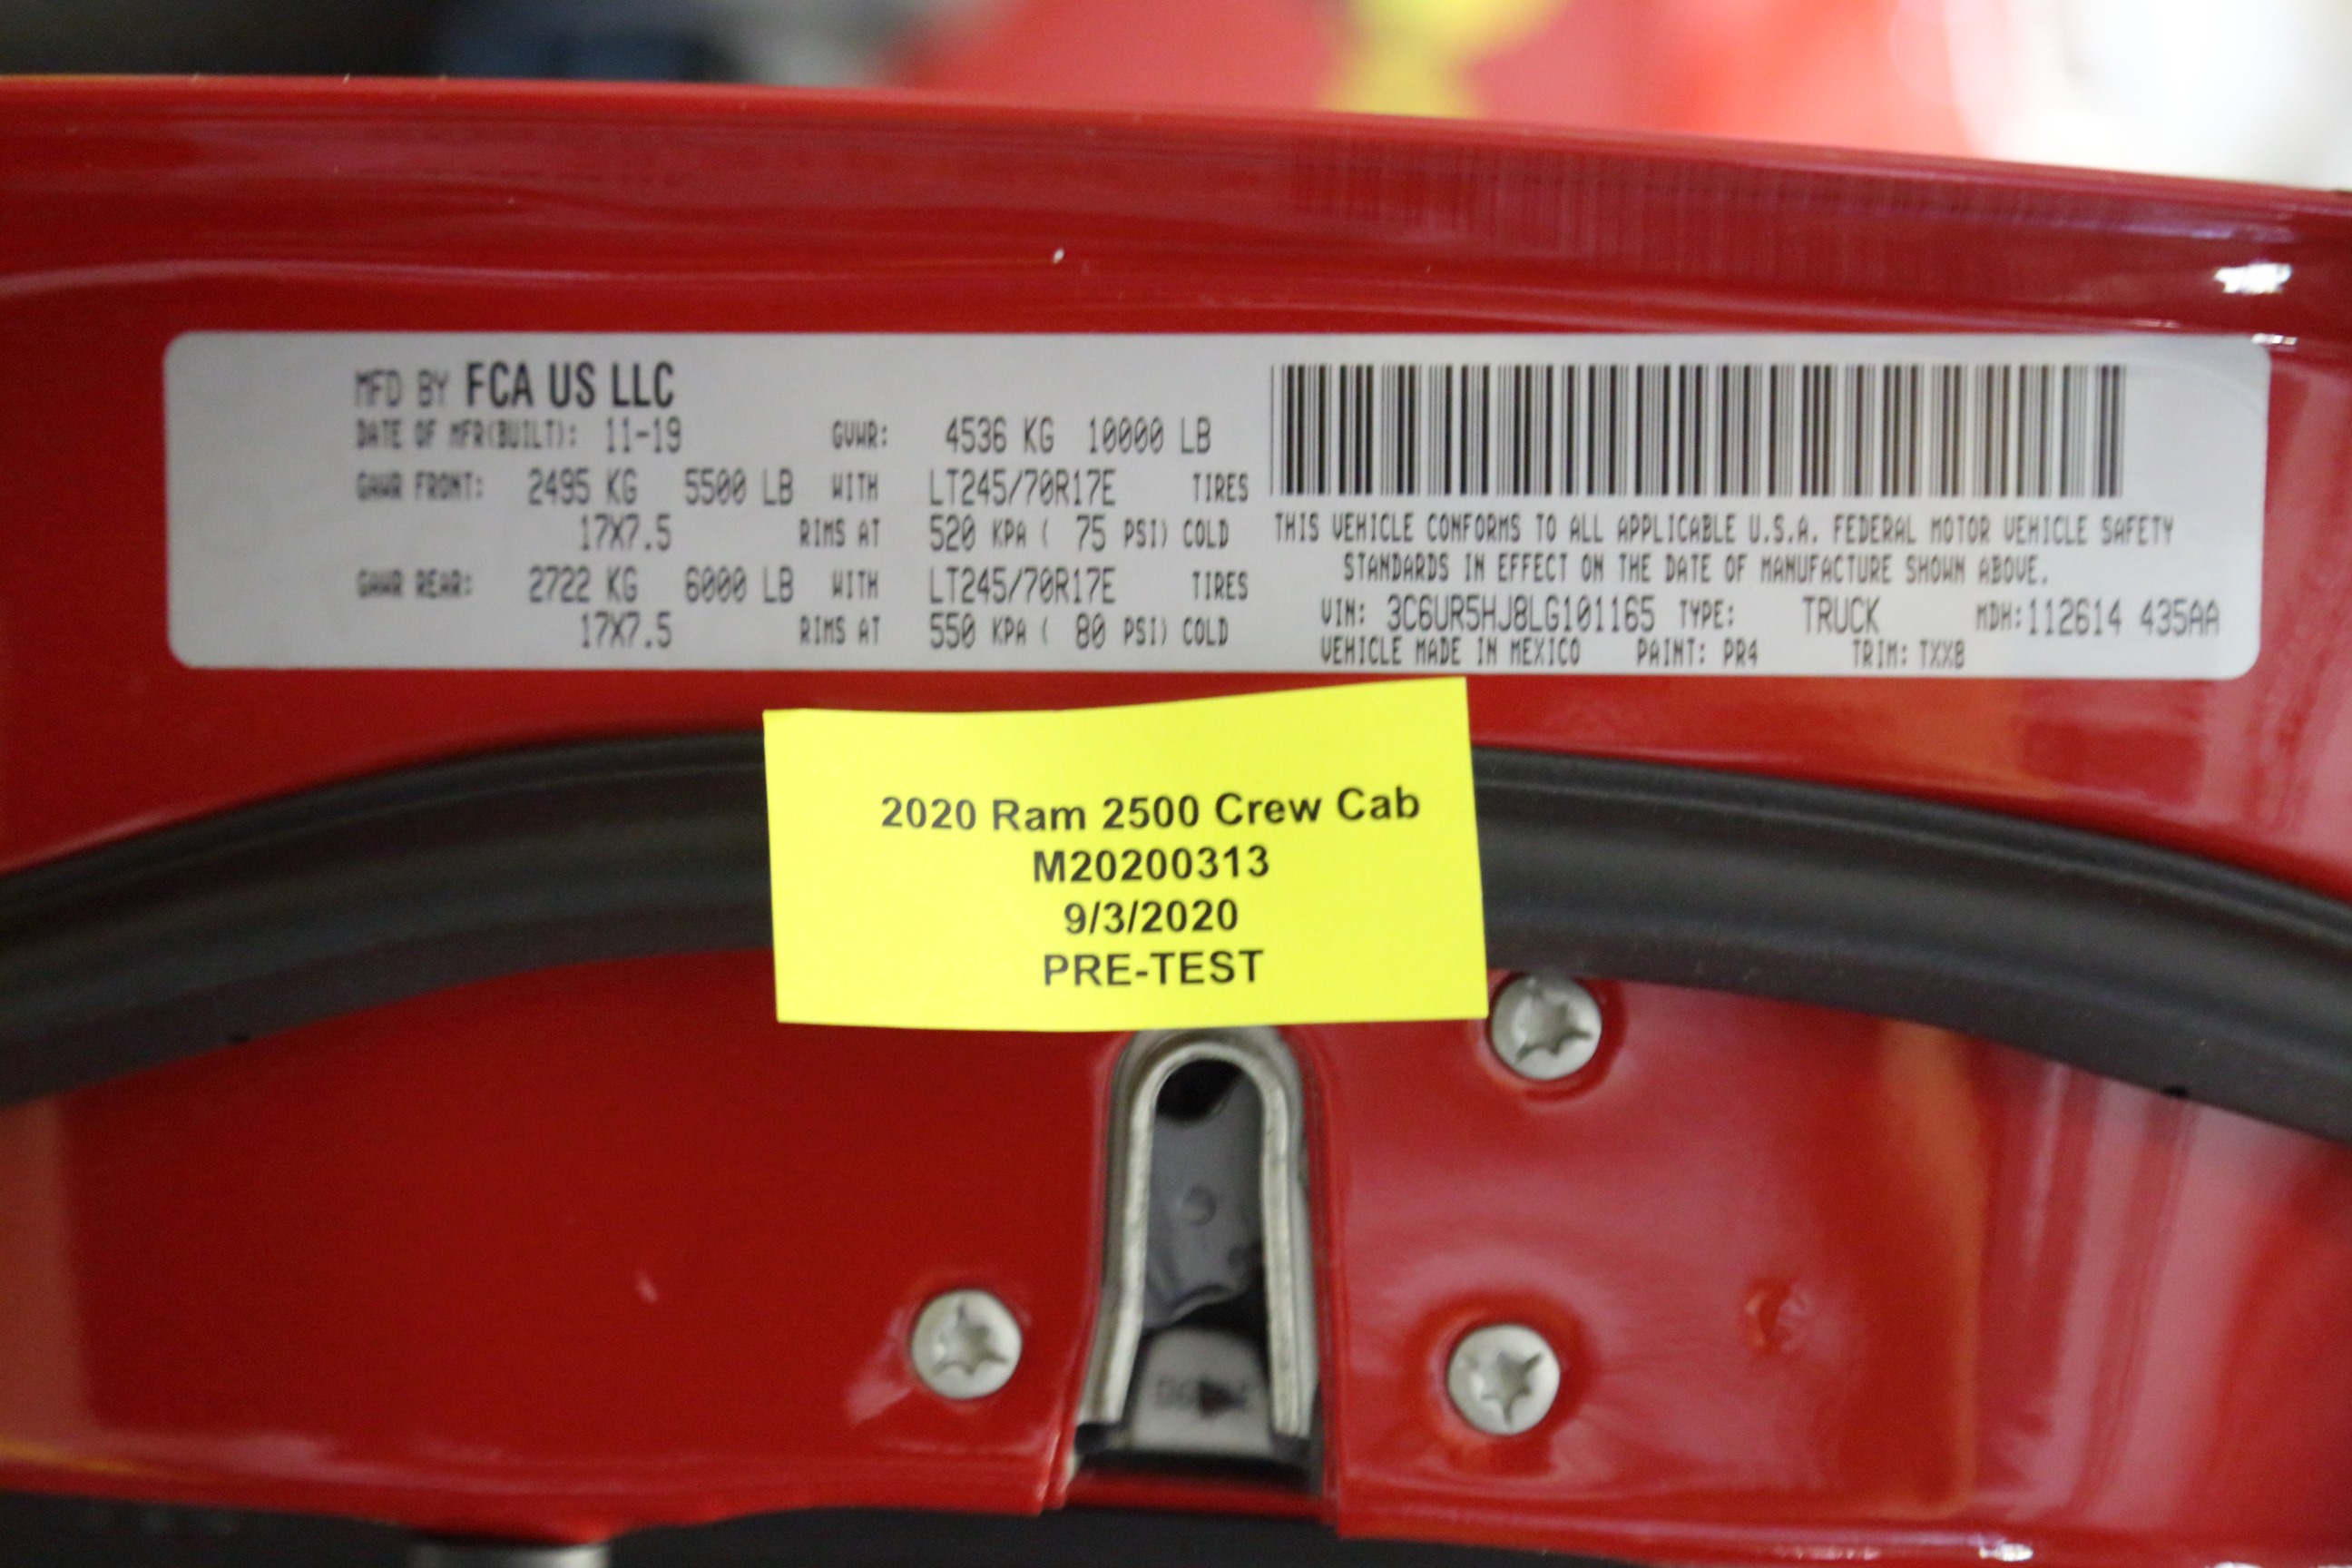 MFD BY FCA US LLC
DATE OF MFR(BUILT): 11-19 GVWR: 4536 KG 10000 LB
GAWR FRONT: 2495 KG 5500 LB WITH LT245/70R17E TIRES
17X7.5 RIMS AT 520 KPA ( 75 PSI) COLD
GAWR REAR: 2722 KG 6000 LB WITH LT245/70R17E TIRES
17X7.5 RIMS AT 550 KPA ( 80 PSI) COLD
THIS VEHICLE CONFORMS TO ALL APPLICABLE U.S.A. FEDERAL MOTOR VEHICLE SAFETY
STANDARDS IN EFFECT ON THE DATE OF MANUFACTURE SHOWN ABOVE.
VIN: 3C6UR5HJ8LG101165 TYPE: TRUCK MDH: 112614 435AA
VEHICLE MADE IN MEXICO PAINT: PR4 TRIM: TXX8
2020 Ram 2500 Crew Cab
M20200313
9/3/2020
PRE-TEST